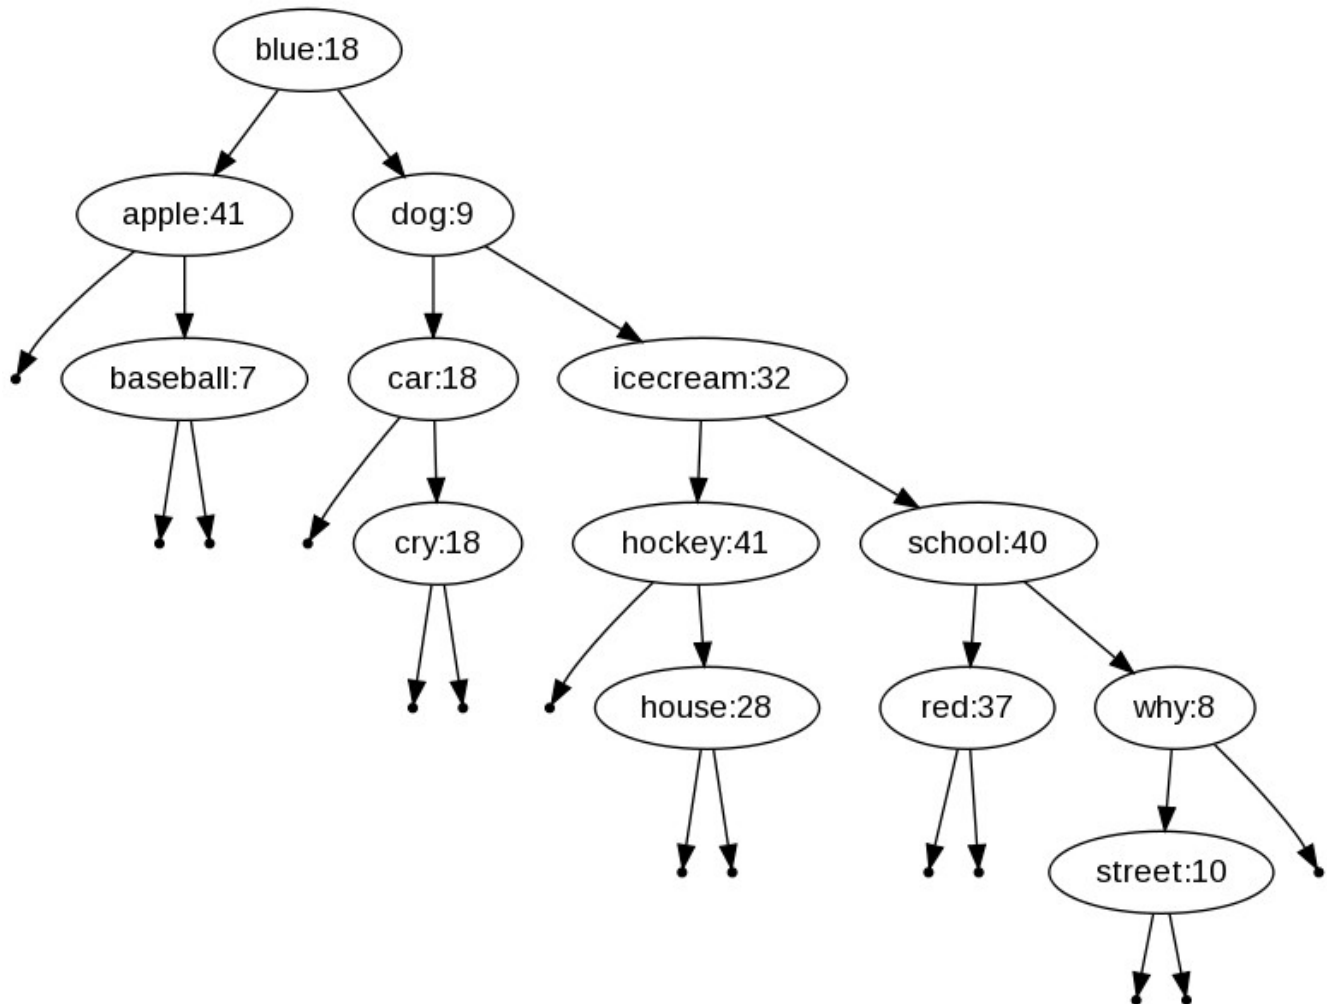 blue:18
apple:41
dog:9
baseball:7
car:18
icecream:32
cry:18
hockey:41
school:40
house:28
red:37
why:8
street:10